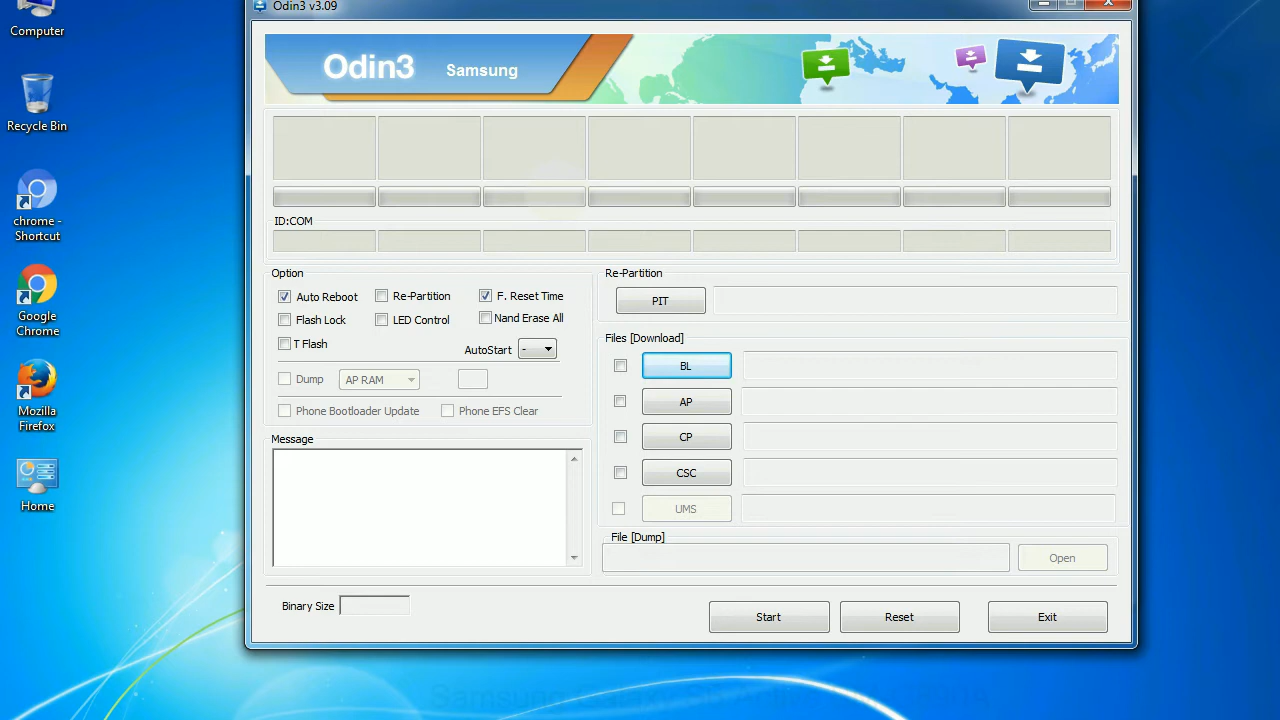 Computer
Recycle Bin
chrome -
Shortcut
Google
Chrome
Mozilla
Firefox
Home
Odin3 v3.09
Odin3 Samsung
ID:COM
Option
Auto Reboot
Re-Partition
F. Reset Time
Flash Lock
LED Control
Nand Erase All
T Flash
AutoStart -
Dump AP RAM
Phone Bootloader Update
Phone EFS Clear
Message
Re-Partition
PIT
Files [Download]
BL
AP
CP
CSC
UMS
File [Dump]
Open
Binary Size
Start
Reset
Exit
Samsung Galaxy